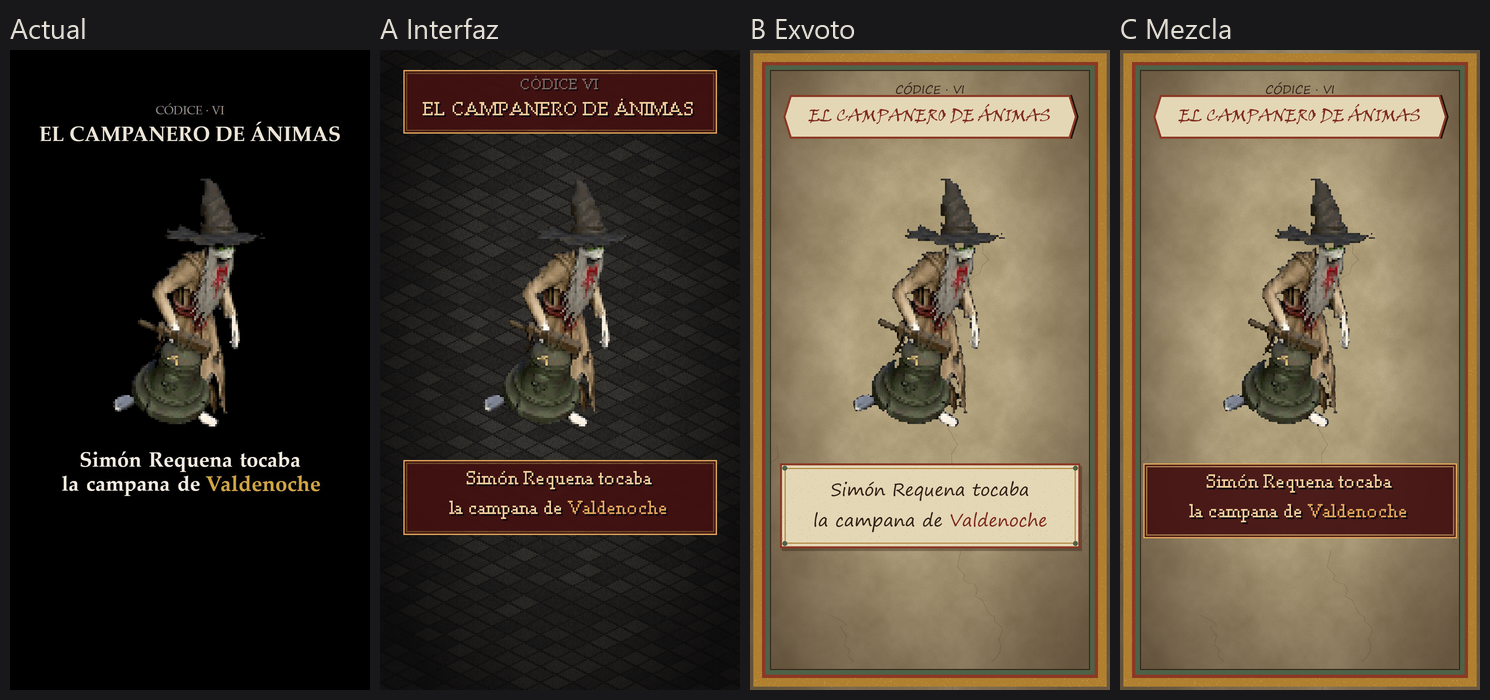 Actual
CÓDICE · VI
EL CAMPANERO DE ÁNIMAS
Simón Requena tocaba
la campana de Valdenoche
A Interfaz
CÓDICE VI
EL CAMPANERO DE ÁNIMAS
Simón Requena tocaba
la campana de Valdenoche
B Exvoto
CÓDICE · VI
EL CAMPANERO DE ÁNIMAS
Simón Requena tocaba
la campana de Valdenoche
C Mezcla
CÓDICE · VI
EL CAMPANERO DE ÁNIMAS
Simón Requena tocaba
la campana de Valdenoche